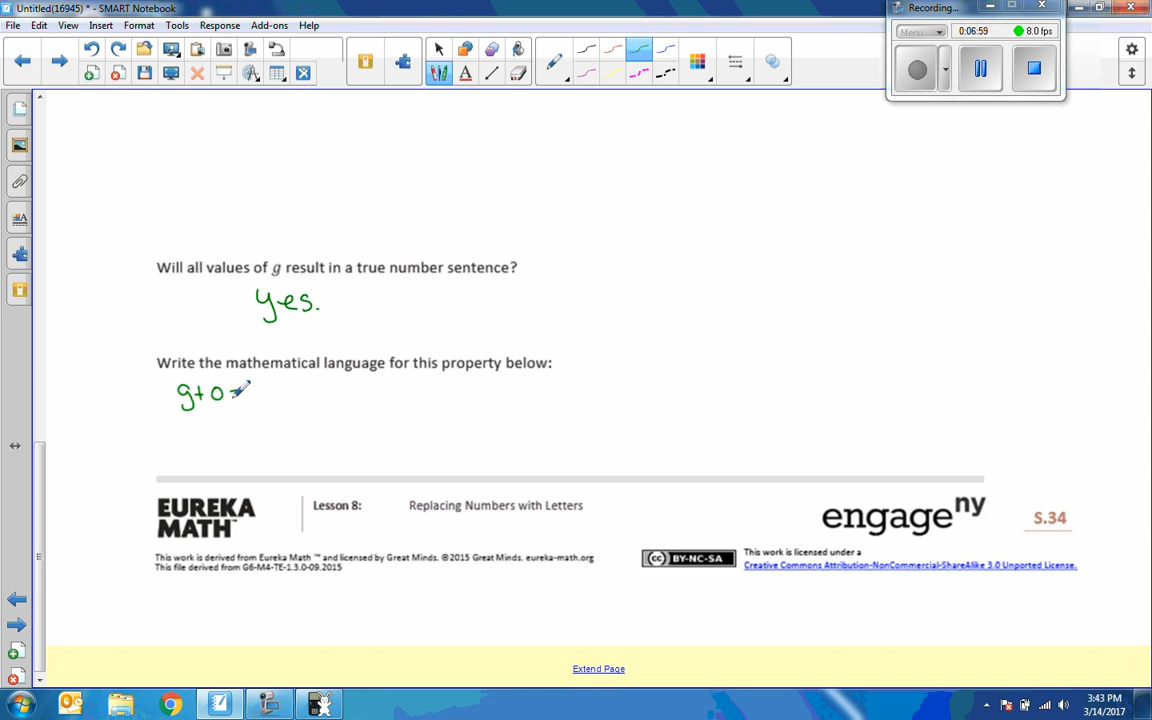 Untitled(16945) * - SMART Notebook
Recording...
File Edit View Insert Format Tools Response Add-ons Help
Menu 0:06:59 8.0 fps
Will all values of g result in a true number sentence?
yes.
Write the mathematical language for this property below:
g+0
EUREKA MATH™
Lesson 8: Replacing Numbers with Letters
engageny
S.34
This work is derived from Eureka Math ™ and licensed by Great Minds. ©2015 Great Minds. eureka-math.org
This file derived from G6-M4-TE-1.3.0-09.2015
CC BY-NC-SA
This work is licensed under a
Creative Commons Attribution-NonCommercial-ShareAlike 3.0 Unported License.
Extend Page
3:43 PM
3/14/2017